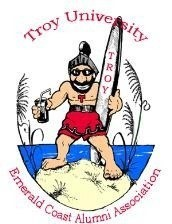 Troy University
TROY
T
Emerald Coast Alumni Association